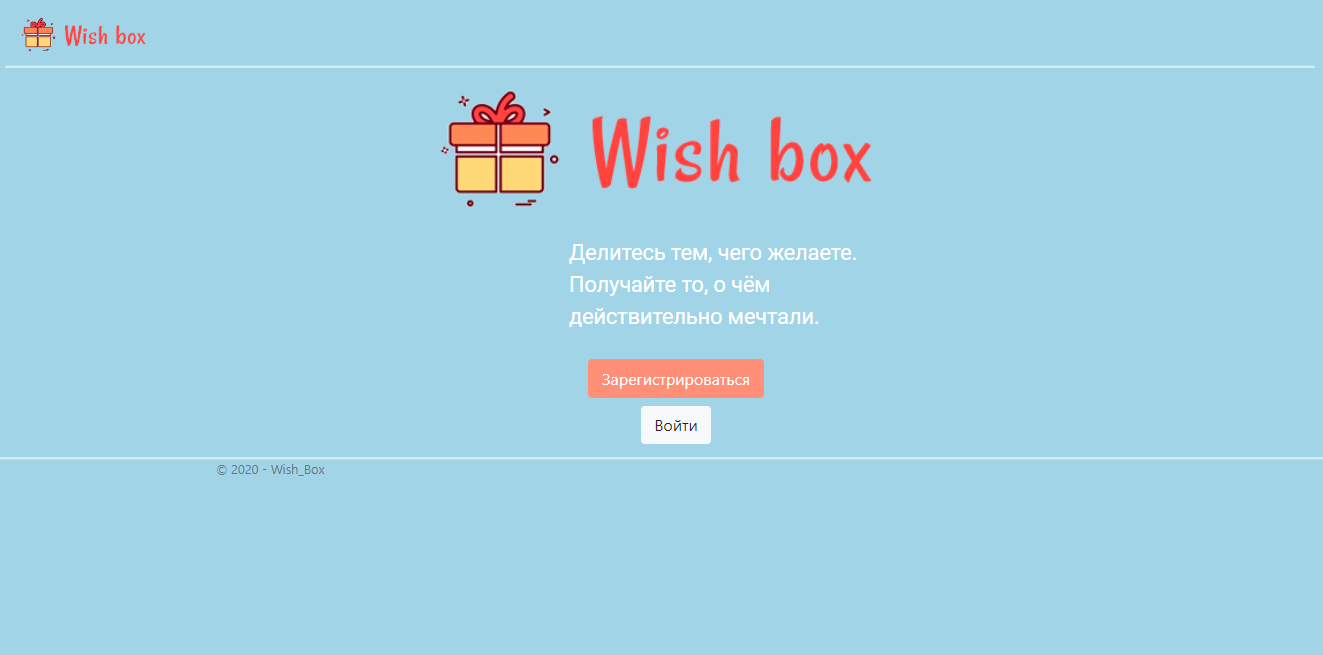 Wish box
Wish box
Делитесь тем, чего желаете.
Получайте то, о чём
действительно мечтали.
Зарегистрироваться
Войти
© 2020 - Wish_Box